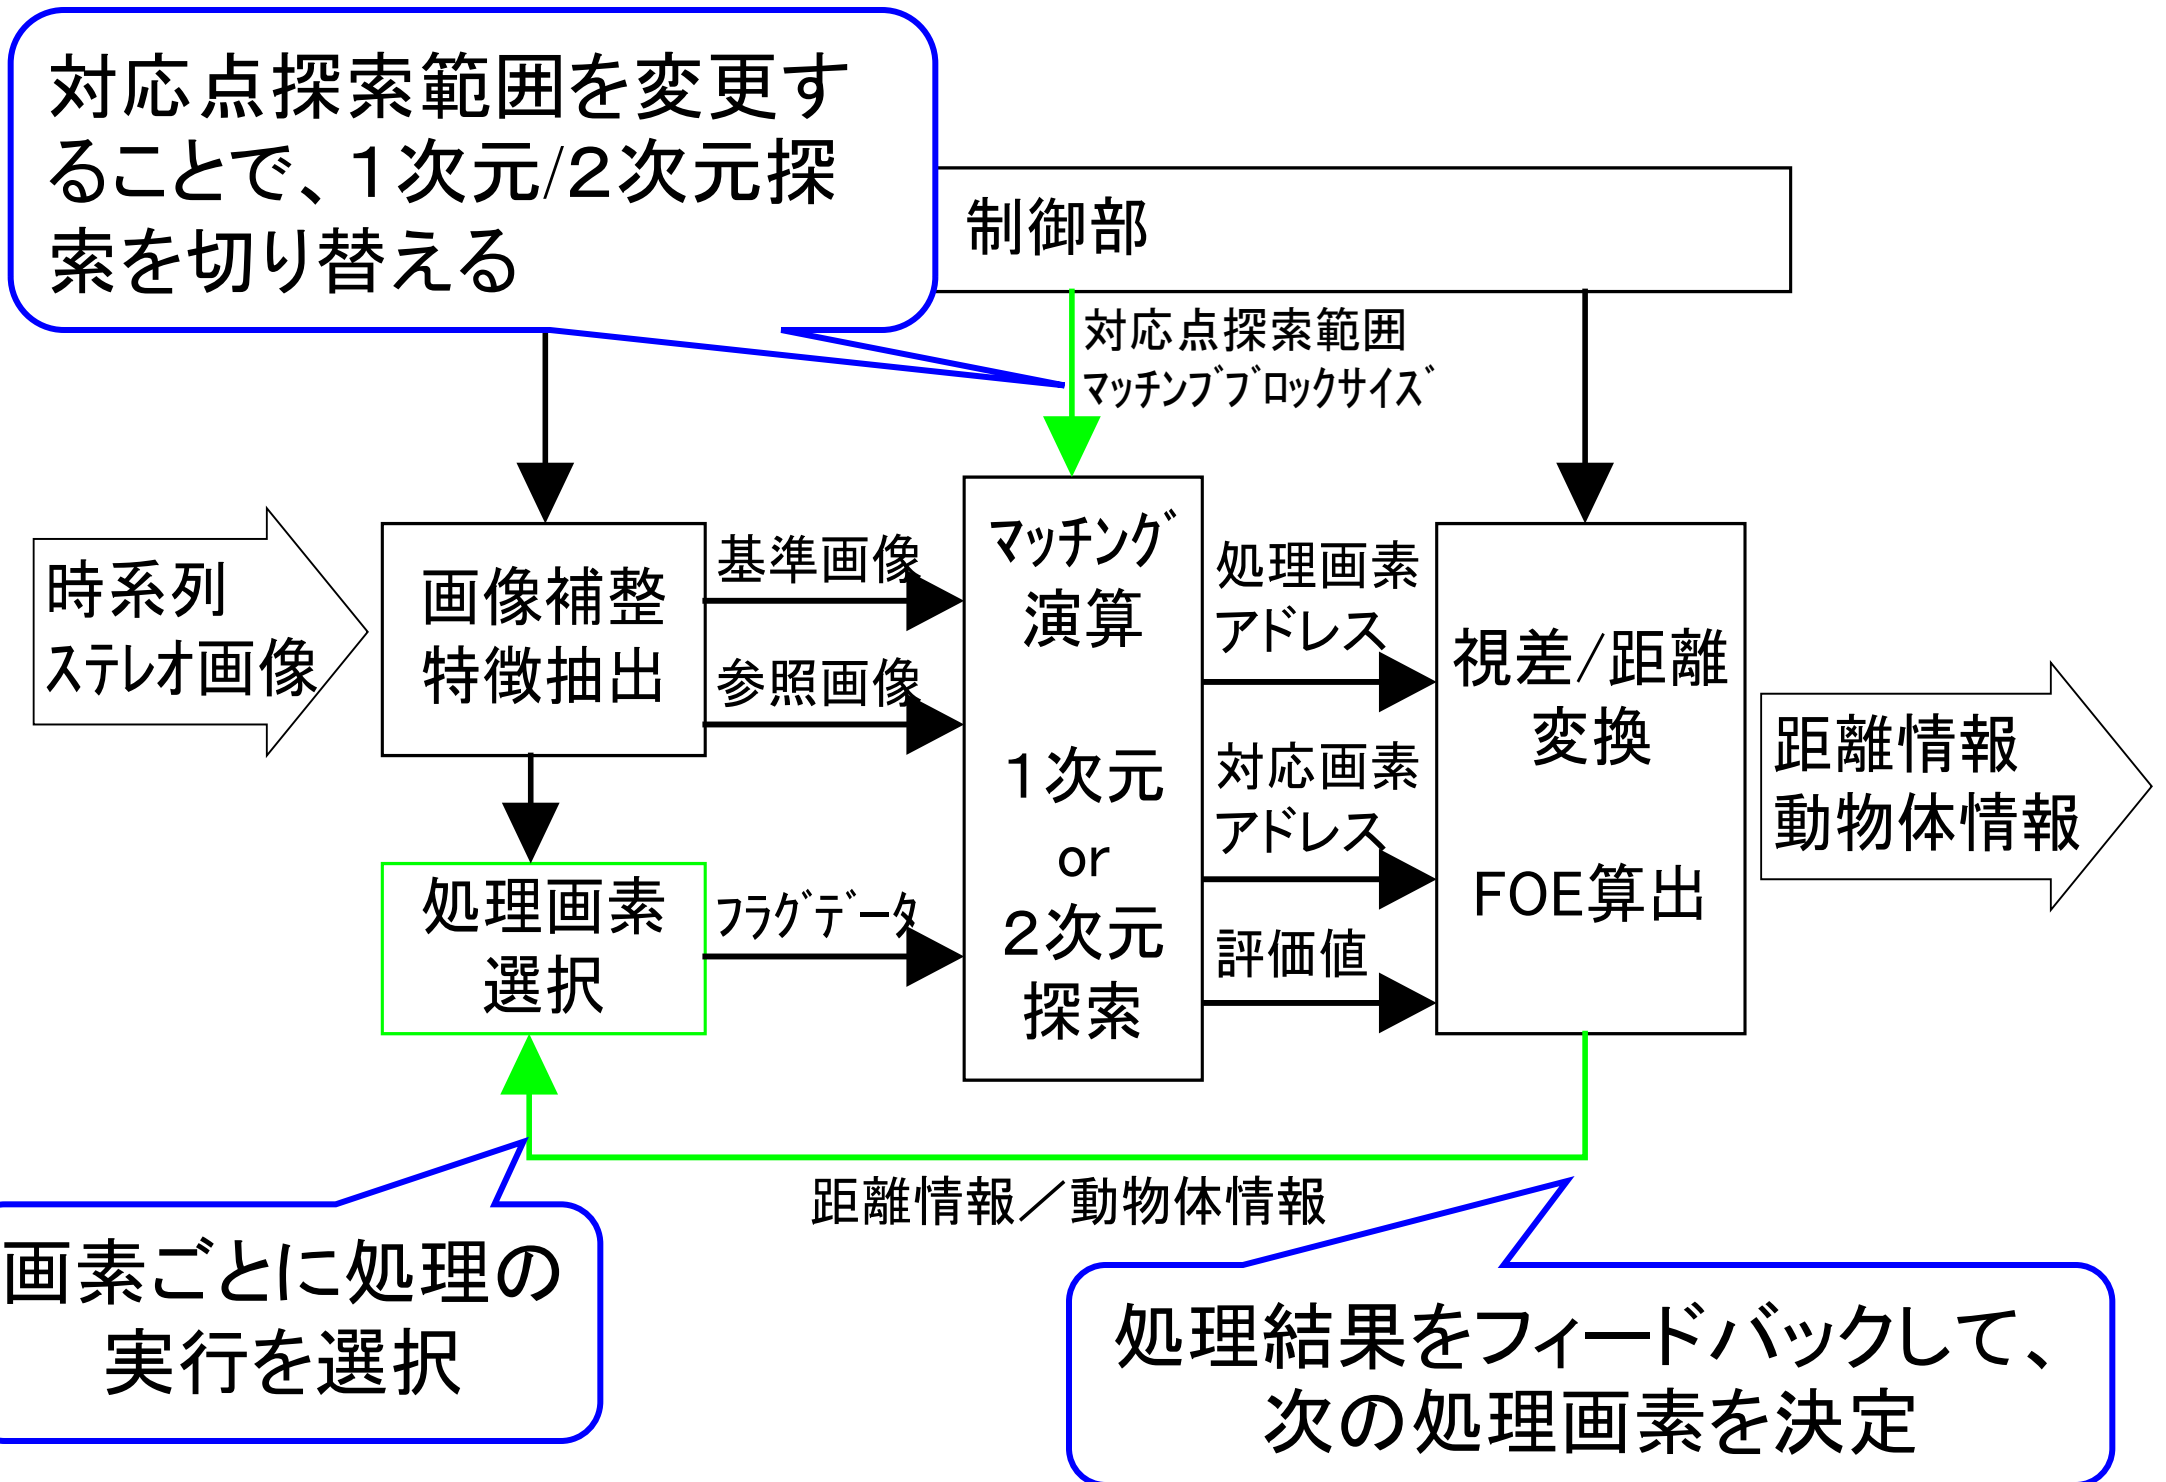 対応点探索範囲を変更す
ることで、１次元/２次元探
索を切り替える
制御部
対応点探索範囲
ﾏｯﾁﾝﾌﾞﾌﾞﾛｯｸｻｲｽﾞ
時系列
ｽﾃﾚｵ画像
画像補整
特徴抽出
基準画像
参照画像
ﾏｯﾁﾝｸﾞ
演算
１次元
or
２次元
探索
処理画素
アドレス
対応画素
アドレス
評価値
視差/距離
変換
FOE算出
距離情報
動物体情報
処理画素
選択
ﾌﾗｸﾞﾃﾞｰﾀ
距離情報／動物体情報
画素ごとに処理の
実行を選択
処理結果をフィードバックして、
次の処理画素を決定